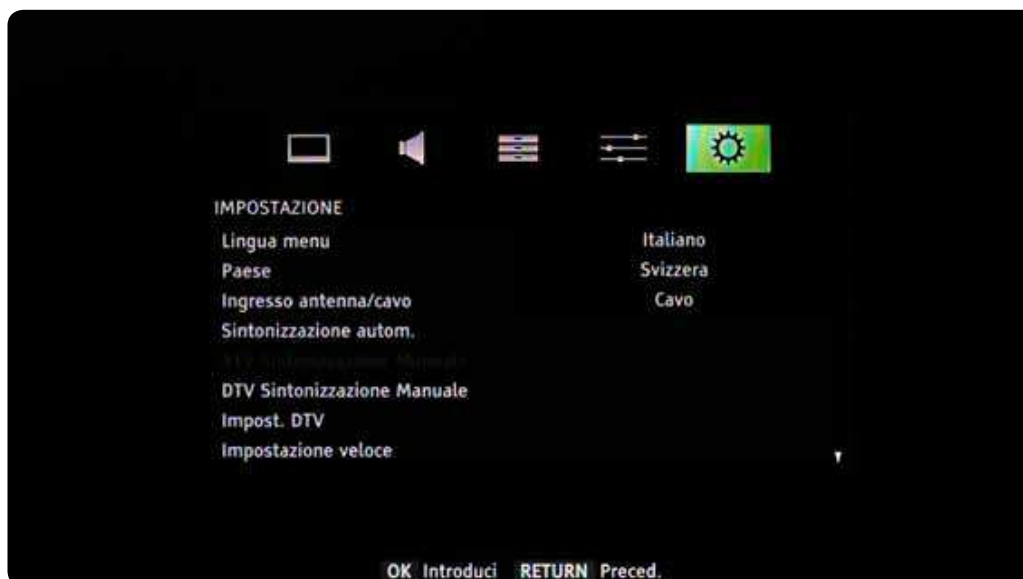 IMPOSTAZIONE
Lingua menu Italiano
Paese Svizzera
Ingresso antenna/cavo Cavo
Sintonizzazione autom.
DTV Sintonizzazione Manuale
Impost. DTV
Impostazione veloce
OK Introduci RETURN Preced.